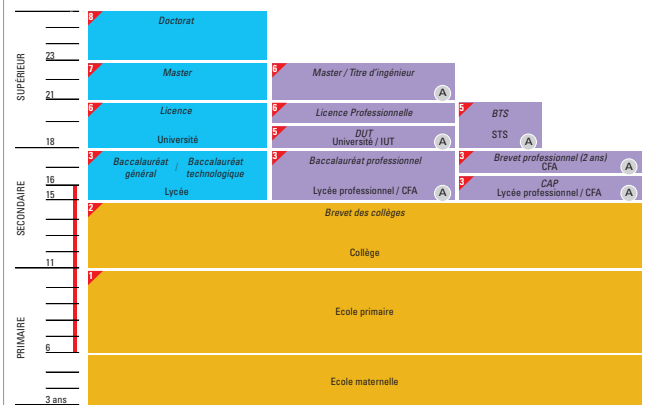 8
Doctorat
SUPÉRIEUR
23
7
Master
6
Master / Titre d'ingénieur
A
21
6
Licence
Université
6
Licence Professionnelle
5
DUT
Université / IUT
A
5
BTS
STS
A
18
3
Baccalauréat général / Baccalauréat technologique
Lycée
3
Baccalauréat professionnel
Lycée professionnel / CFA
A
3
Brevet professionnel (2 ans)
CFA
A
3
CAP
Lycée professionnel / CFA
A
SECONDAIRE
16
15
2
Brevet des collèges
Collège
11
1
Ecole primaire
PRIMAIRE
6
Ecole maternelle
3 ans